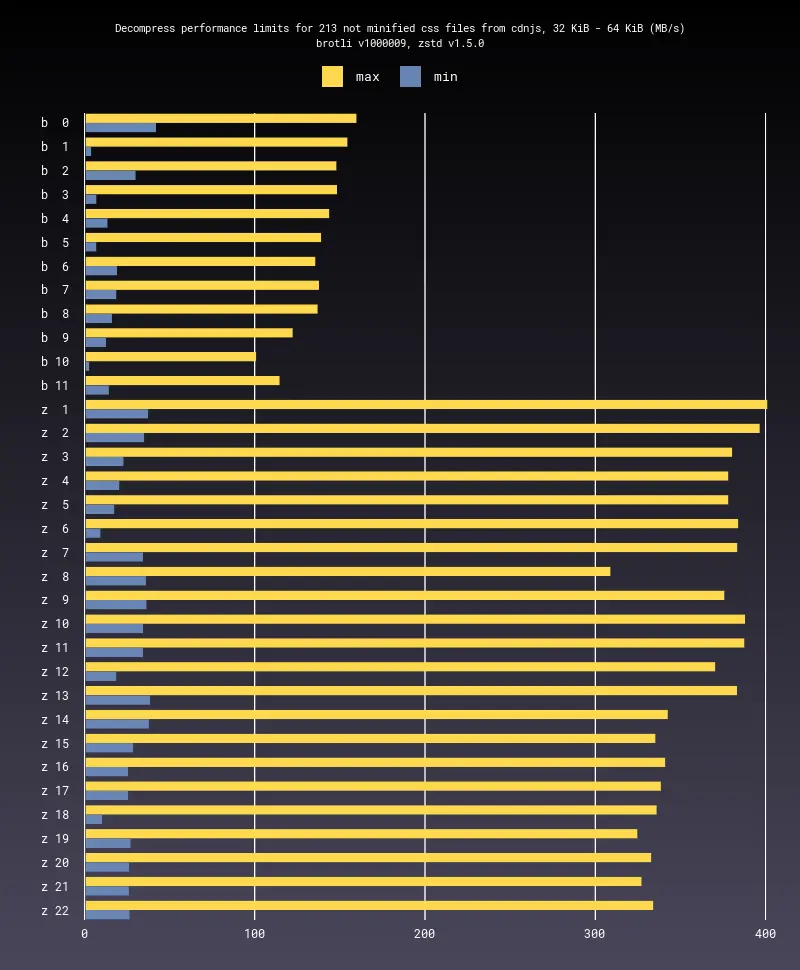 Decompress performance limits for 213 not minified css files from cdnjs, 32 KiB - 64 KiB (MB/s)
brotli v1000009, zstd v1.5.0
max min
b 0
b 1
b 2
b 3
b 4
b 5
b 6
b 7
b 8
b 9
b 10
b 11
z 1
z 2
z 3
z 4
z 5
z 6
z 7
z 8
z 9
z 10
z 11
z 12
z 13
z 14
z 15
z 16
z 17
z 18
z 19
z 20
z 21
z 22
0 100 200 300 400